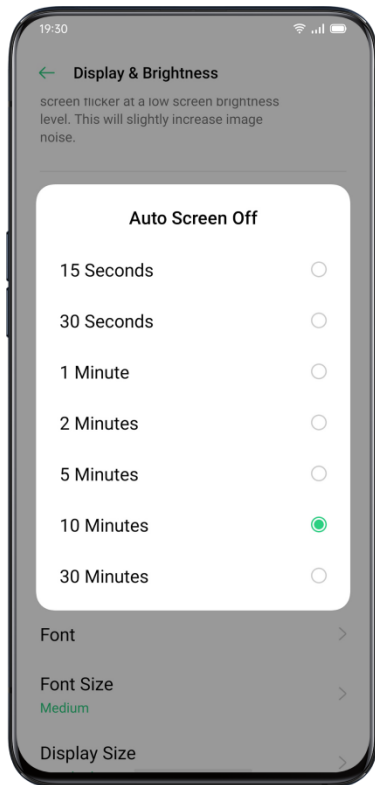 19:30
Display & Brightness
screen flicker at a low screen brightness
level. This will slightly increase image
noise.
Auto Screen Off
15 Seconds
30 Seconds
1 Minute
2 Minutes
5 Minutes
10 Minutes
30 Minutes
Font
Font Size
Medium
Display Size